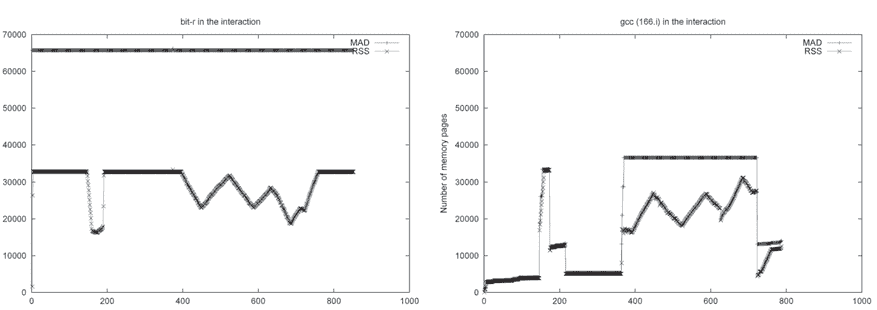 bit-r in the interaction
70000
60000
50000
40000
30000
20000
10000
0
0 200 400 600 800 1000
MAD
RSS
gcc (166.i) in the interaction
Number of memory pages
70000
60000
50000
40000
30000
20000
10000
0
0 200 400 600 800 1000
MAD
RSS